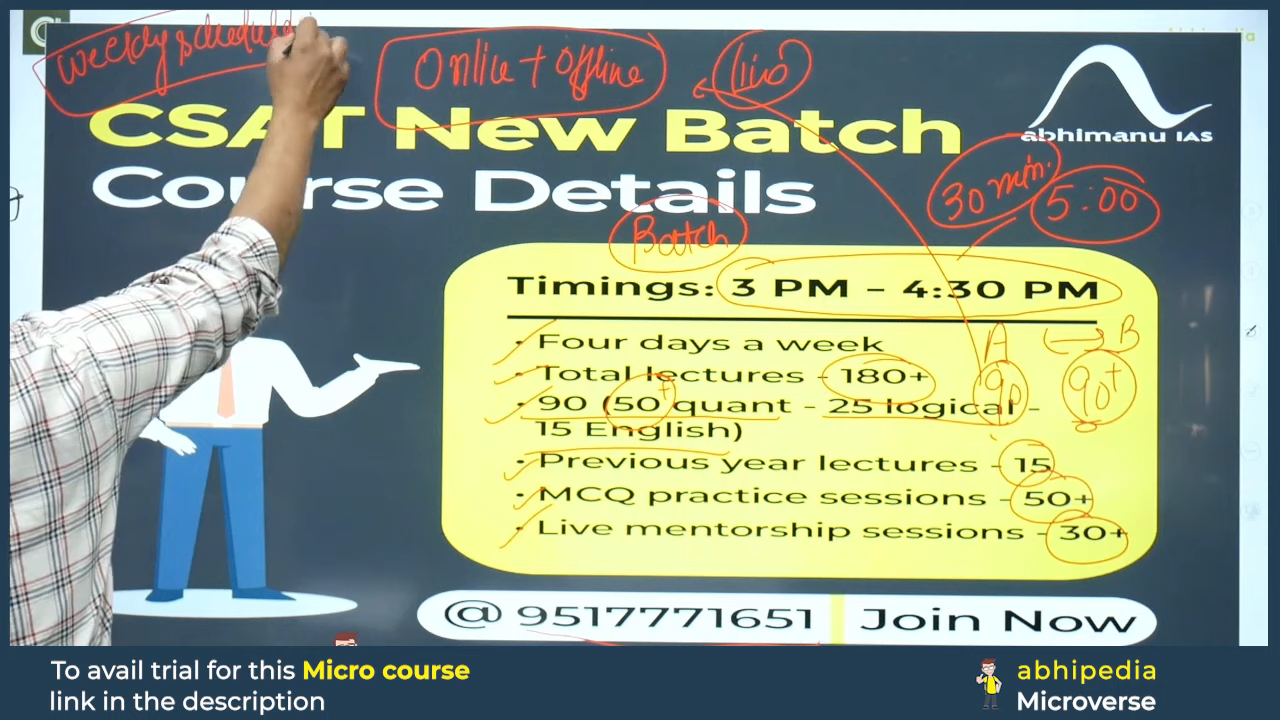 Weekly schedule
Online + Offline
live
CSAT New Batch
abhimanu IAS
Course Details
30 min.
5:00
Batch
Timings: 3 PM - 4:30 PM
• Four days a week
A ↔ B
• Total lectures - 180+
90 90+
• 90 (50+ quant - 25 logical -
15 English)
• Previous year lectures - 15
• MCQ practice sessions - 50+
• Live mentorship sessions - 30+
@ 9517771651 Join Now
To avail trial for this Micro course
link in the description
abhipedia
Microverse